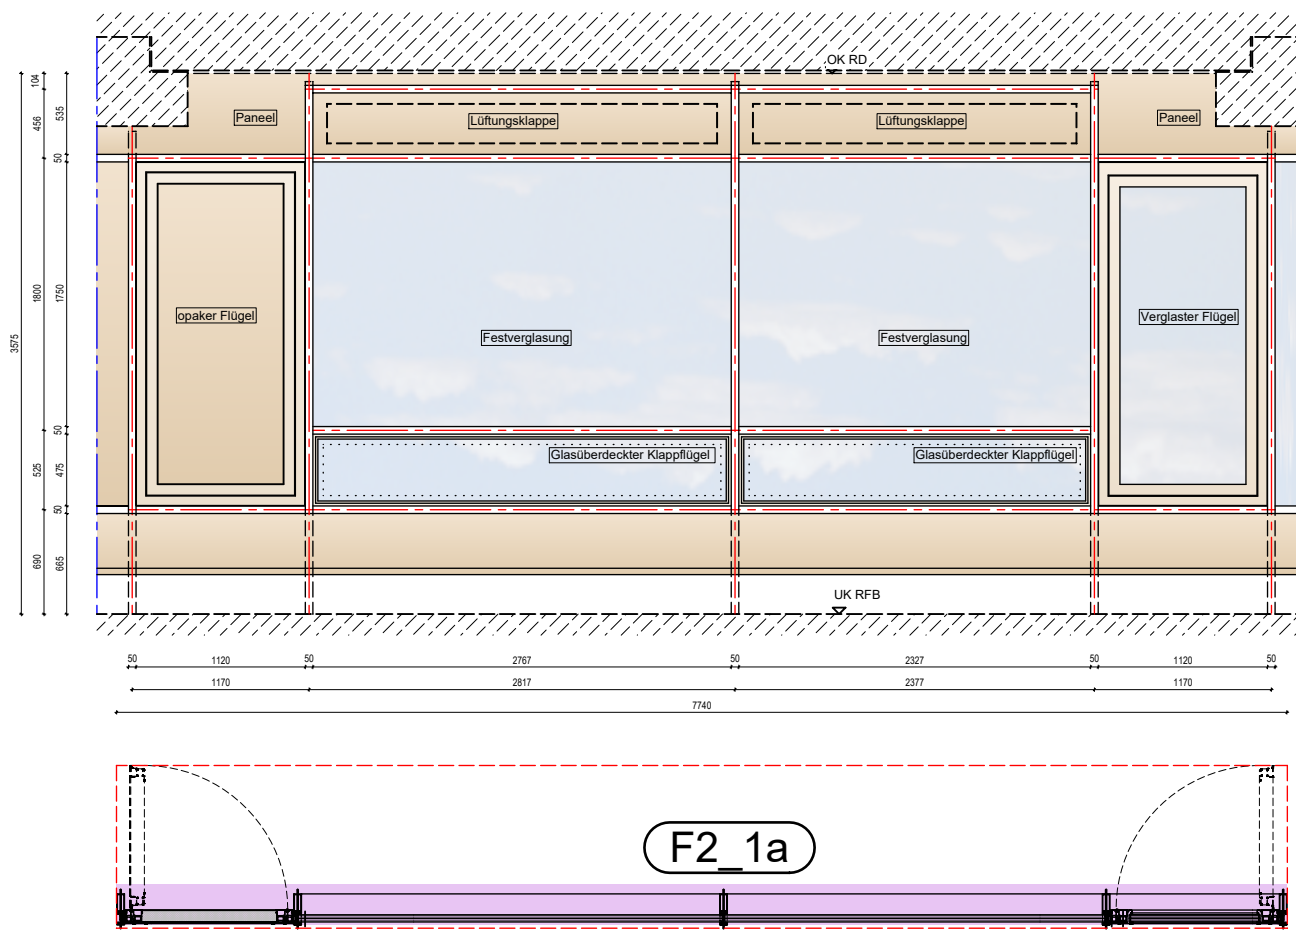 OK RD
Paneel
Lüftungsklappe
Lüftungsklappe
Paneel
opaker Flügel
Festverglasung
Festverglasung
Verglaster Flügel
Glasüberdeckter Klappflügel
Glasüberdeckter Klappflügel
UK RFB
104
456
535
50
1800
1750
3575
50
525
475
50
690
665
50 1120 50 2767 50 2327 50 1120 50
1170 2817 2377 1170
7740
F2_1a